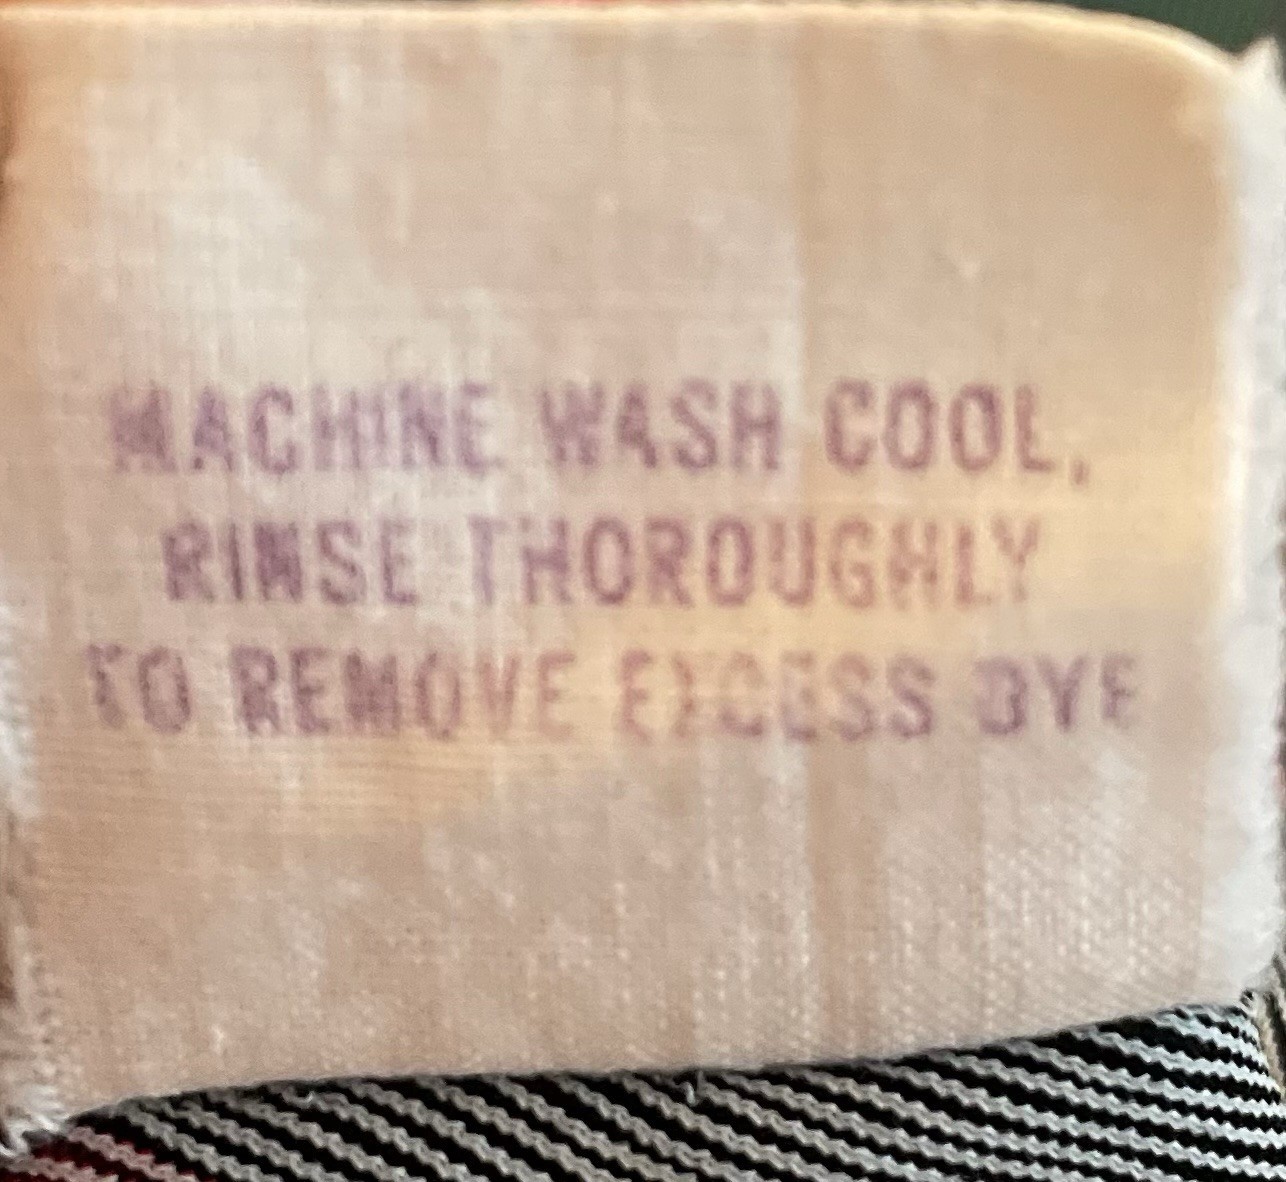 MACHINE WASH COOL,
RINSE THOROUGHLY
TO REMOVE EXCESS DYE